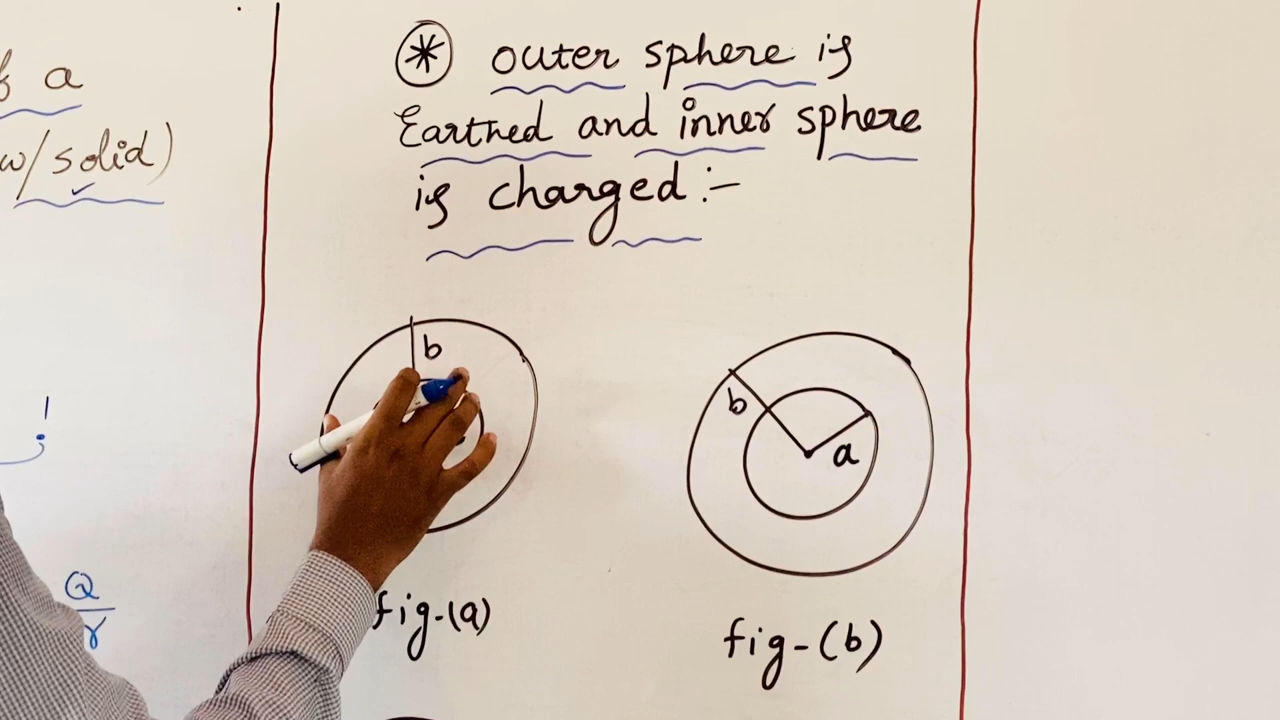 a
w/solid)
Q
r
* outer sphere is
Earthed and inner sphere
is charged:-
b
fig-(a)
b
a
fig-(b)